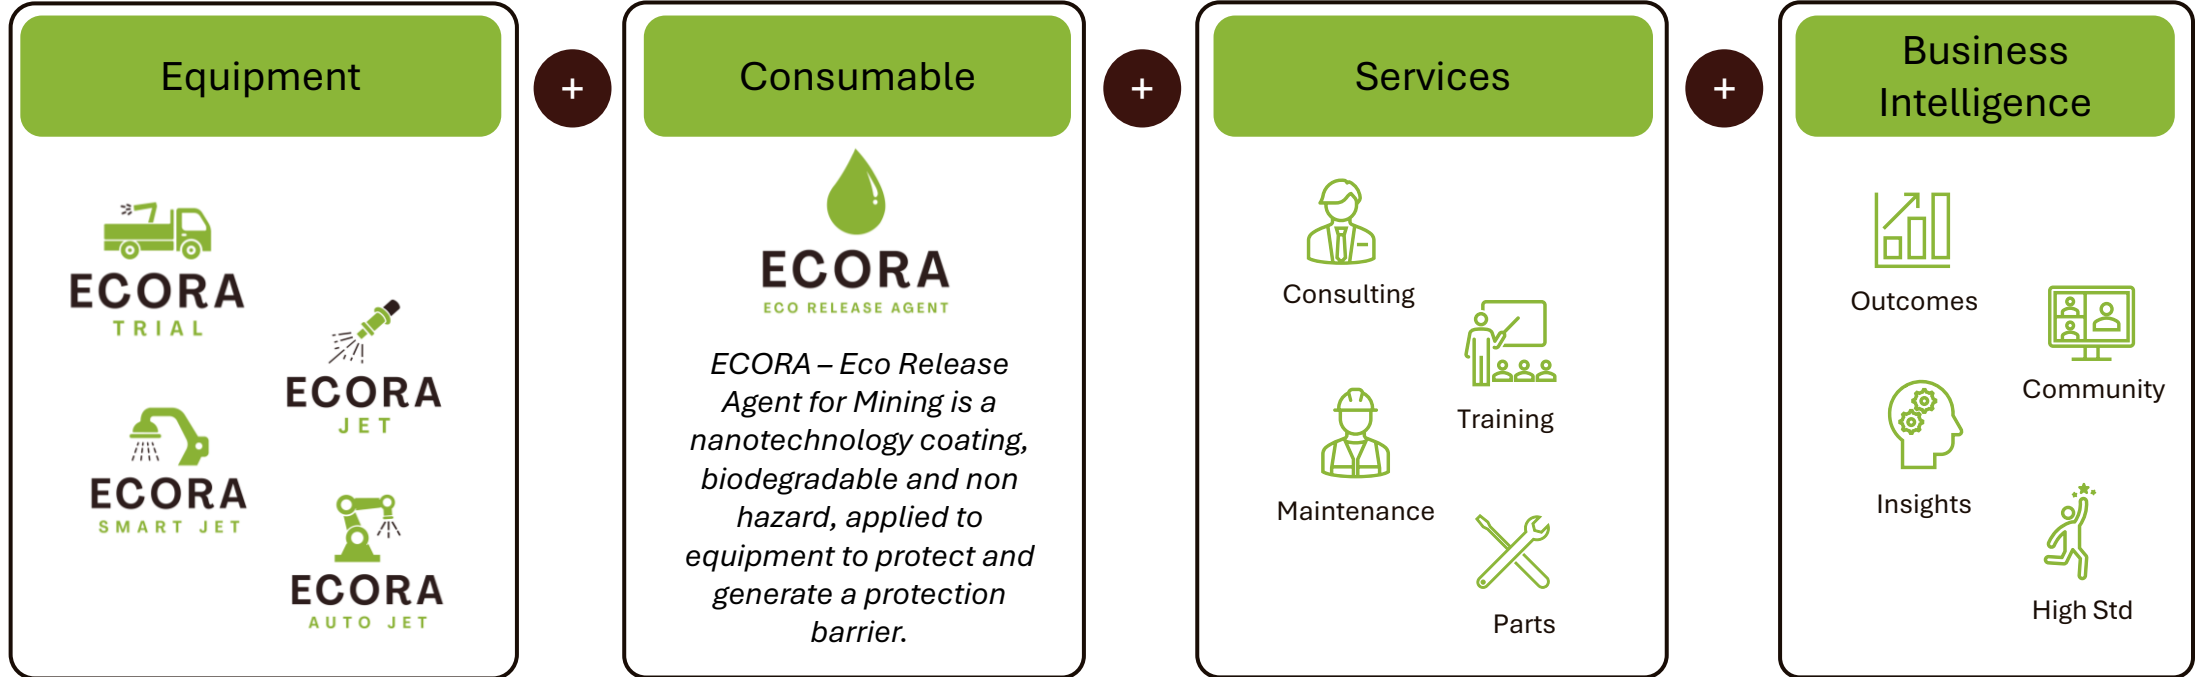 Equipment
ECORA
TRIAL
ECORA
JET
ECORA
SMART JET
ECORA
AUTO JET
+
Consumable
ECORA
ECO RELEASE AGENT
ECORA – Eco Release
Agent for Mining is a
nanotechnology coating,
biodegradable and non
hazard, applied to
equipment to protect and
generate a protection
barrier.
+
Services
Consulting
Training
Maintenance
Parts
+
Business
Intelligence
Outcomes
Community
Insights
High Std